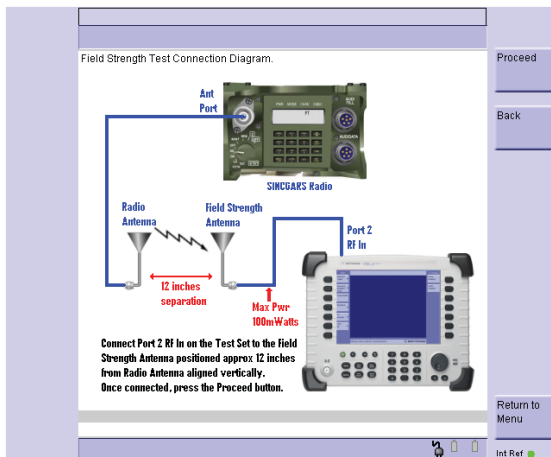 Field Strength Test Connection Diagram.
Proceed
Back
Ant
Port
SINCGARS Radio
Radio
Antenna
Field Strength
Antenna
Port 2
RF In
12 inches
separation
Max Pwr
100mWatts
Connect Port 2 RF In on the Test Set to the Field
Strength Antenna positioned approx 12 inches
from Radio Antenna aligned vertically.
Once connected, press the Proceed button.
Return to
Menu
Int Ref